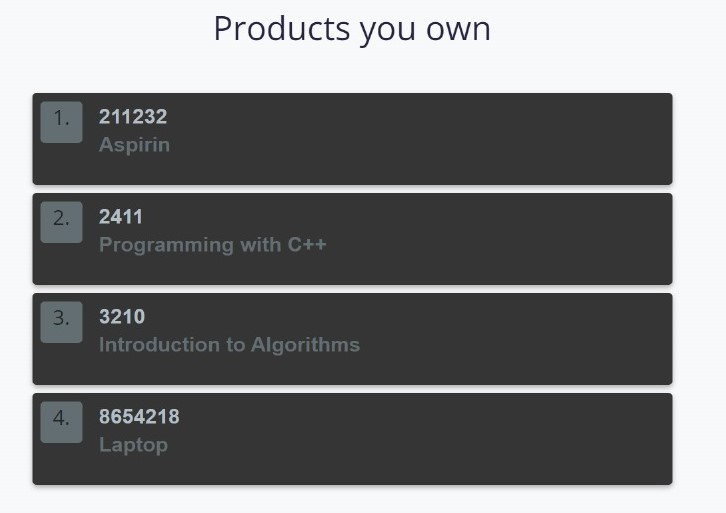 Products you own
1.
211232
Aspirin
2.
2411
Programming with C++
3.
3210
Introduction to Algorithms
4.
8654218
Laptop